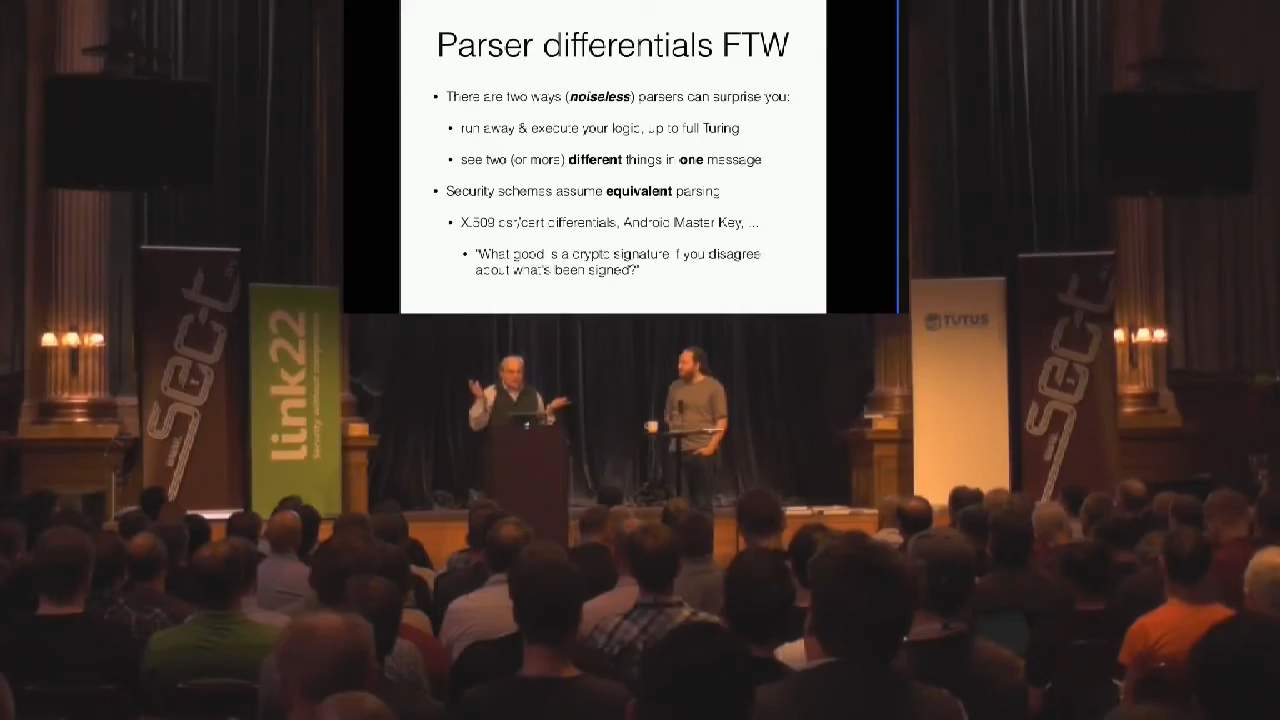 Parser differentials FTW
• There are two ways (noiseless) parsers can surprise you:
• run away & execute your logic, up to full Turing
• see two (or more) different things in one message
• Security schemes assume equivalent parsing
• X.509 csr/cert differentials, Android Master Key, ...
• "What good is a crypto signature if you disagree
about what's been signed?"
SEC-t
link22
Security without compromise
TUTUS
SEC-t